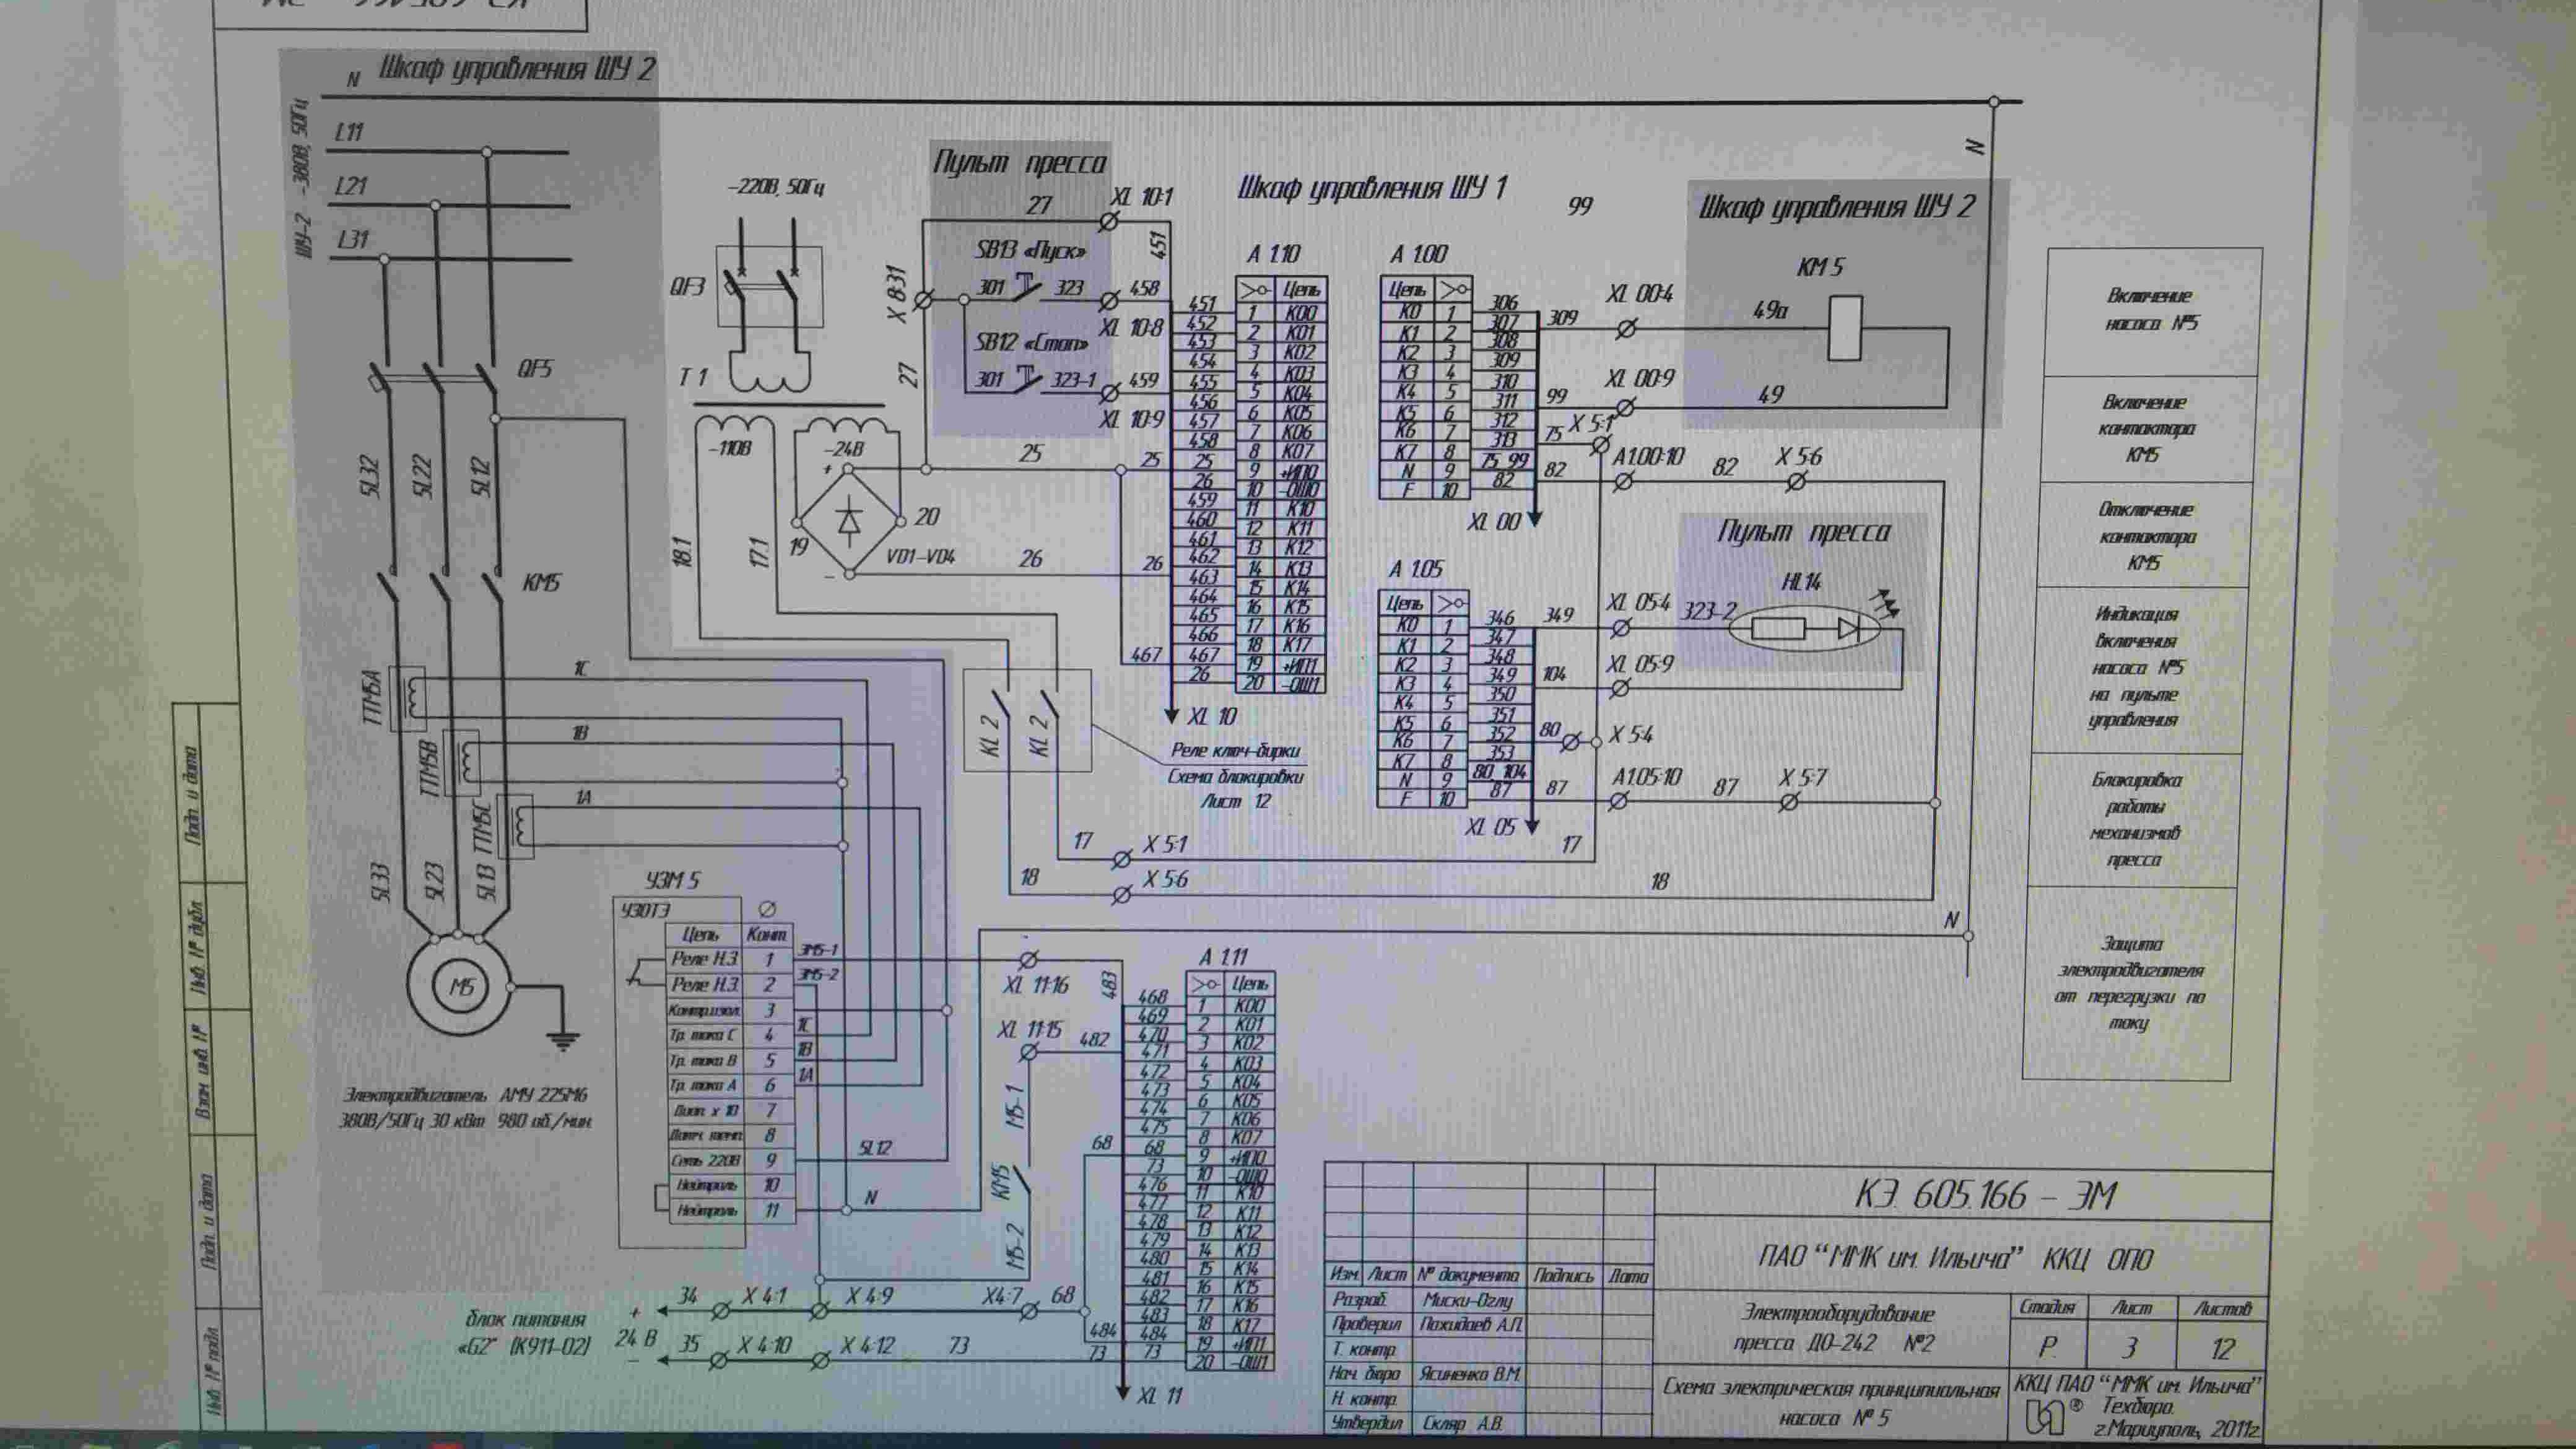 N Шкаф управления ШУ 2
ШУ-2 ~380В, 50Гц
L11
L21
L31
QF5
5L32
5L22
5L12
KM5
ТТМ5А
ТТМ5В
ТТМ5С
1С
1В
1А
5L33
5L23
5L13
М5
Электродвигатель АМУ 225М6
380В/50Гц 30 кВт 980 об./мин
~220В, 50Гц
QF3
Т 1
~110В
~24В
+
-
18.1
17.1
19
20
VD1-VD4
Пульт пресса
27
XL 10:1
SB13 «Пуск»
301
323
458
XL 10:8
SB12 «Стоп»
301
323-1
459
XL 10:9
X 8:31
27
451
25
25
26
26
467
Шкаф управления ШУ 1
А 1.10
Цепь
451 1 К00
452 2 К01
453 3 К02
454 4 К03
455 5 К04
456 6 К05
457 7 К06
458 8 К07
25 9 +ИП0
26 10 -ОШ0
459 11 К10
460 12 К11
461 13 К12
462 14 К13
463 15 К14
464 16 К15
465 17 К16
466 18 К17
467 19 +ИП1
26 20 -ОШ1
XL 10
KL 2
KL 2
Реле ключ-бирки
Схема блокировки
Лист 12
99
А 1.00
Цепь
К0 1 306
К1 2 307
К2 3 308
К3 4 309
К4 5 310
К5 6 311
К6 7 312
К7 8 313
N 9 75 99
F 10 82
XL 00
309
XL 00:4
99
XL 00:9
75
X 5:1
82
А1.00:10
82
X 5:6
Шкаф управления ШУ 2
КМ 5
49а
49
N
А 1.05
Цепь
К0 1 346
К1 2 347
К2 3 348
К3 4 349
К4 5 350
К5 6 351
К6 7 352
К7 8 353
N 9 80 104
F 10 87
XL 05
349
XL 05:4
323-2
Пульт пресса
HL14
104
XL 05:9
80
X 5:4
87
А1.05:10
87
X 5:7
17
X 5:1
17
18
X 5:6
18
N
УЗМ 5
УЗОТЭ
Цепь Конт
Реле Н.З. 1 3М5-1
Реле Н.З. 2 3М5-2
Контр.изол. 3
Тр. тока С 4 1С
Тр. тока В 5 1В
Тр. тока А 6 1А
Диап. х 10 7
Датч. темп. 8
Сеть 220В 9 5L12
Нейтраль 10
Нейтраль 11 N
XL 11:16
483
XL 11:15
482
М5-1
КМ5
М5-2
68
А 1.11
Цепь
468 1 К00
469 2 К01
470 3 К02
471 4 К03
472 5 К04
473 6 К05
474 7 К06
475 8 К07
68 9 +ИП0
73 10 -ОШ0
476 11 К10
477 12 К11
478 13 К12
479 14 К13
480 15 К14
481 16 К15
482 17 К16
483 18 К17
484 19 +ИП1
73 20 -ОШ1
XL 11
484
73
блок питания
«G2" (К911-02)
24 В
+
-
34 X 4:1 X 4:9 X4:7 68
35 X 4:10 X 4:12 73
Включение
насоса №5
Включение
контактора
КМ5
Отключение
контактора
КМ5
Индикация
включения
насоса №5
на пульте
управления
Блокировка
работы
механизмов
пресса
Защита
электродвигателя
от перегрузки по
току
Подп. и дата
Инв. № дубл.
Взам. инв. №
Подп. и дата
Инв. № подл.
КЭ. 605.166 - ЭМ
ПАО "ММК им. Ильича" ККЦ ОПО
Изм. Лист № документа Подпись Дата
Разраб. Миски-Оглу
Проверил Пахидаев А.П.
Т. контр.
Нач. бюро Ясиненко В.М.
Н. контр.
Утвердил Скляр А.В.
Электрооборудование
пресса ДО-242 №2
Стадия Лист Листов
Р 3 12
Схема электрическая принципиальная
насоса № 5
ККЦ ПАО "ММК им. Ильича"
®
Техбюро.
г.Мариуполь, 2011г.